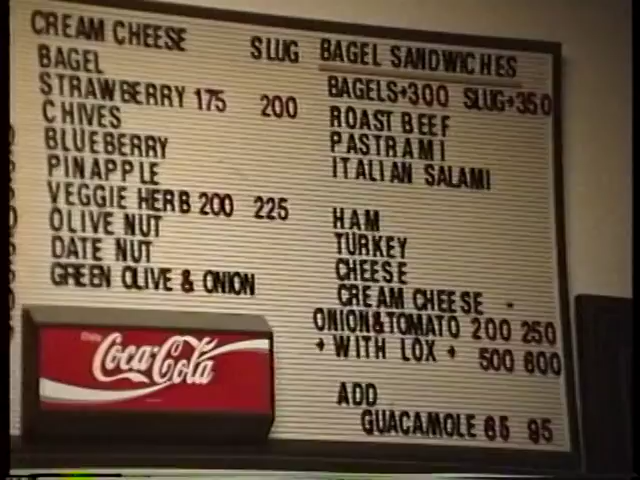 CREAM CHEESE
BAGEL SLUG
STRAWBERRY 175 200
CHIVES
BLUEBERRY
PINAPPLE
VEGGIE HERB 200 225
OLIVE NUT
DATE NUT
GREEN OLIVE & ONION
Enjoy
Coca-Cola
BAGEL SANDWICHES
BAGELS+300 SLUG+350
ROAST BEEF
PASTRAMI
ITALIAN SALAMI
HAM
TURKEY
CHEESE
CREAM CHEESE -
ONION&TOMATO 200 250
+ WITH LOX + 500 600
ADD
GUACAMOLE 85 95